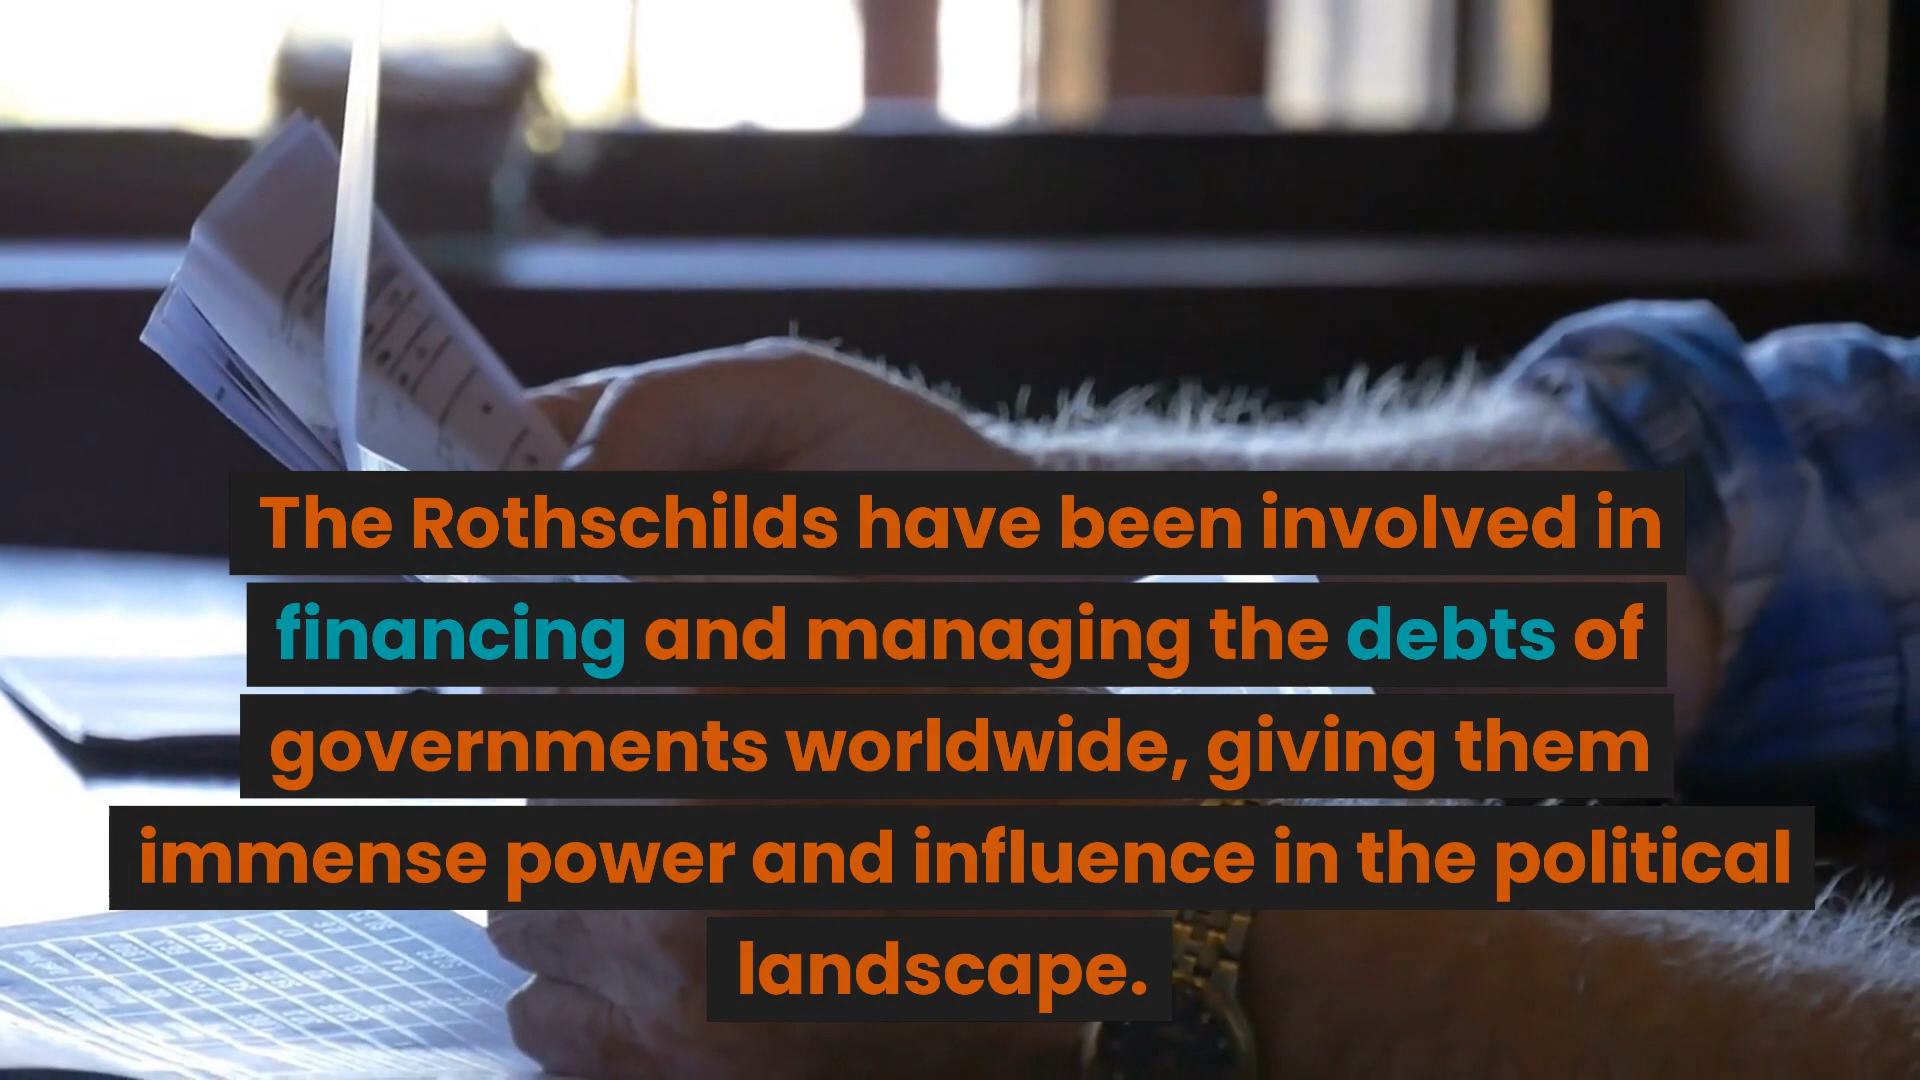 The Rothschilds have been involved in
financing and managing the debts of
governments worldwide, giving them
immense power and influence in the political
landscape.